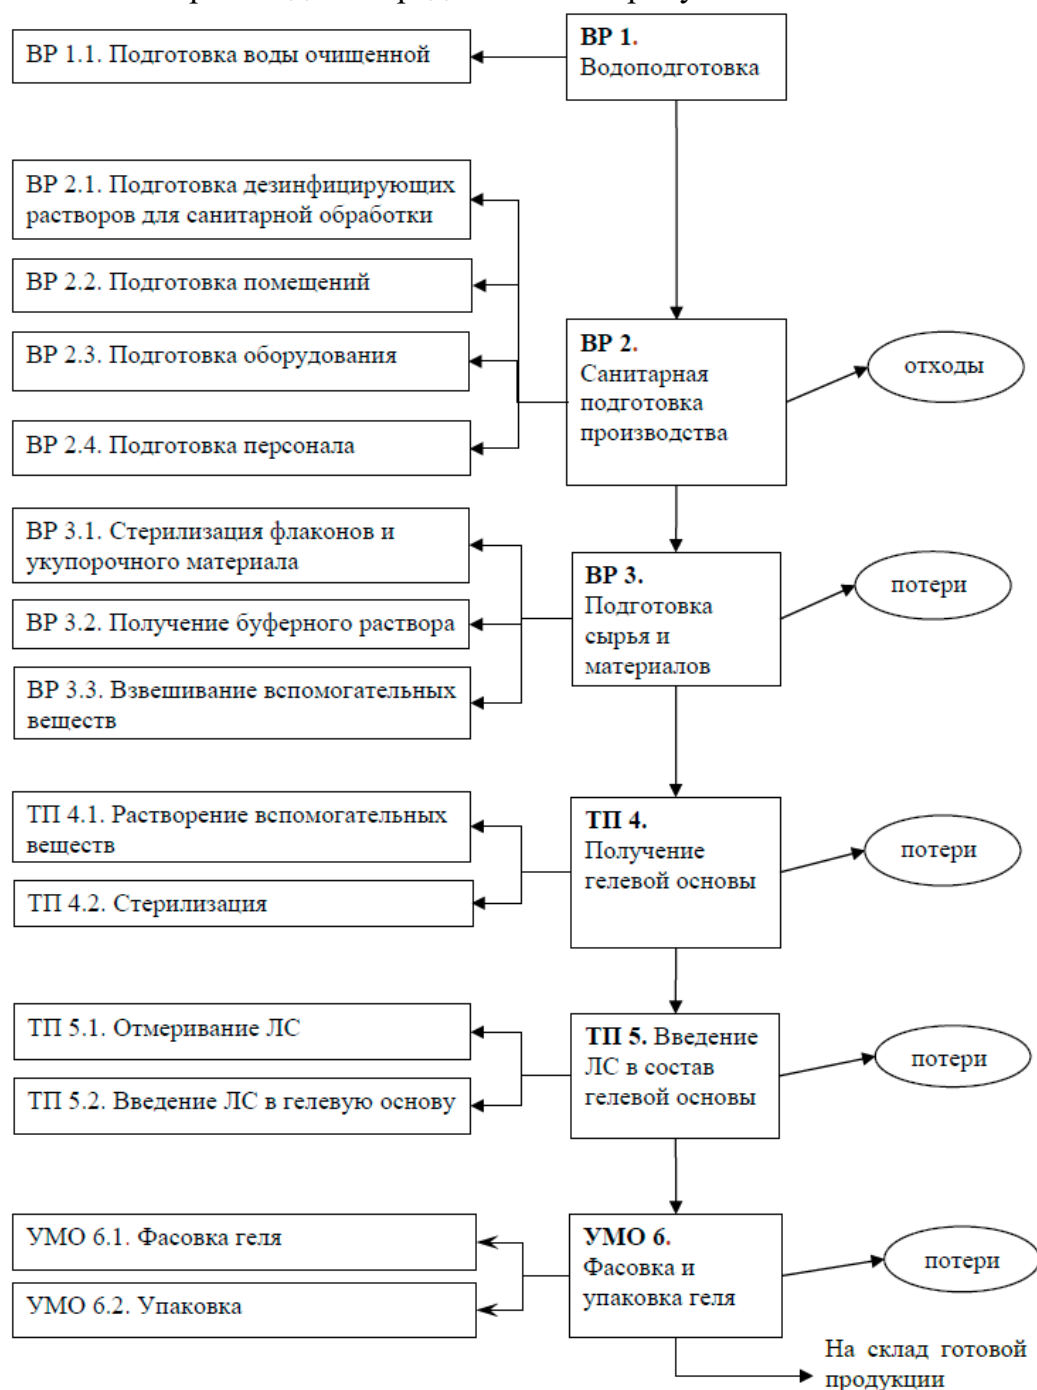 ВР 1.1. Подготовка воды очищенной
ВР 1.
Водоподготовка
ВР 2.1. Подготовка дезинфицирующих
растворов для санитарной обработки
ВР 2.2. Подготовка помещений
ВР 2.3. Подготовка оборудования
ВР 2.4. Подготовка персонала
ВР 2.
Санитарная
подготовка
производства
отходы
ВР 3.1. Стерилизация флаконов и
укупорочного материала
ВР 3.2. Получение буферного раствора
ВР 3.3. Взвешивание вспомогательных
веществ
ВР 3.
Подготовка
сырья и
материалов
потери
ТП 4.1. Растворение вспомогательных
веществ
ТП 4.2. Стерилизация
ТП 4.
Получение
гелевой основы
потери
ТП 5.1. Отмеривание ЛС
ТП 5.2. Введение ЛС в гелевую основу
ТП 5. Введение
ЛС в состав
гелевой основы
потери
УМО 6.1. Фасовка геля
УМО 6.2. Упаковка
УМО 6.
Фасовка и
упаковка геля
потери
На склад готовой
продукции